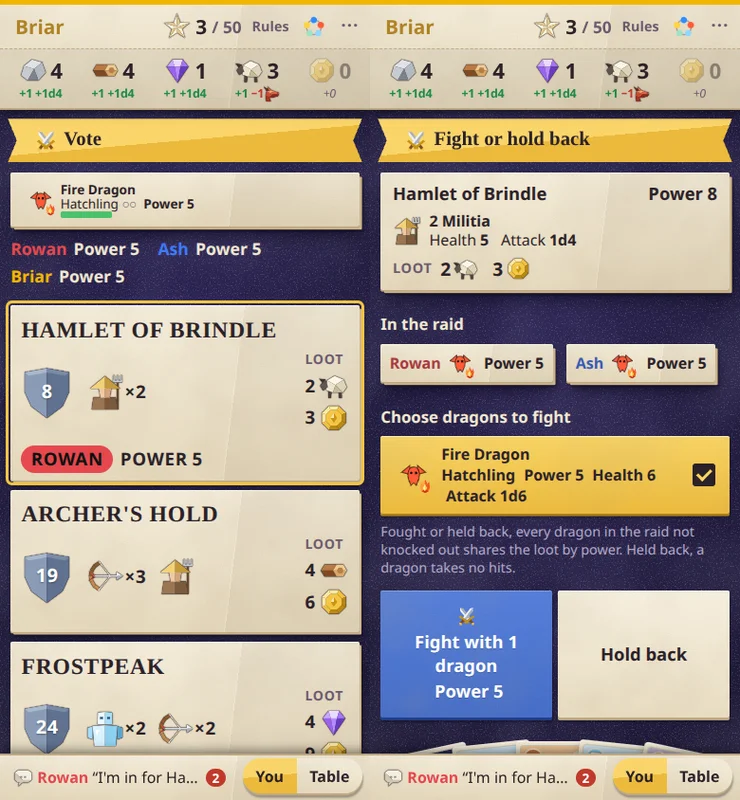 Briar 3 / 50 Rules ...
4 4 1 3 0
+1 +1d4 +1 +1d4 +1 +1d4 +1 −1 +0
Vote
Fire Dragon
Hatchling Power 5
Rowan Power 5 Ash Power 5
Briar Power 5
HAMLET OF BRINDLE
LOOT
8 ×2 2
3
ROWAN POWER 5
ARCHER'S HOLD
LOOT
19 ×3 4
6
FROSTPEAK
LOOT
24 ×2 ×2 4
Rowan “I'm in for Ha... 2 You Table
Briar 3 / 50 Rules ...
4 4 1 3 0
+1 +1d4 +1 +1d4 +1 +1d4 +1 −1 +0
Fight or hold back
Hamlet of Brindle Power 8
2 Militia
Health 5 Attack 1d4
LOOT 2 3
In the raid
Rowan Power 5 Ash Power 5
Choose dragons to fight
Fire Dragon
Hatchling Power 5 Health 6
Attack 1d6
Fought or held back, every dragon in the raid not
knocked out shares the loot by power. Held back, a
dragon takes no hits.
Fight with 1
dragon
Power 5
Hold back
Rowan “I'm in for Ha... 2 You Table